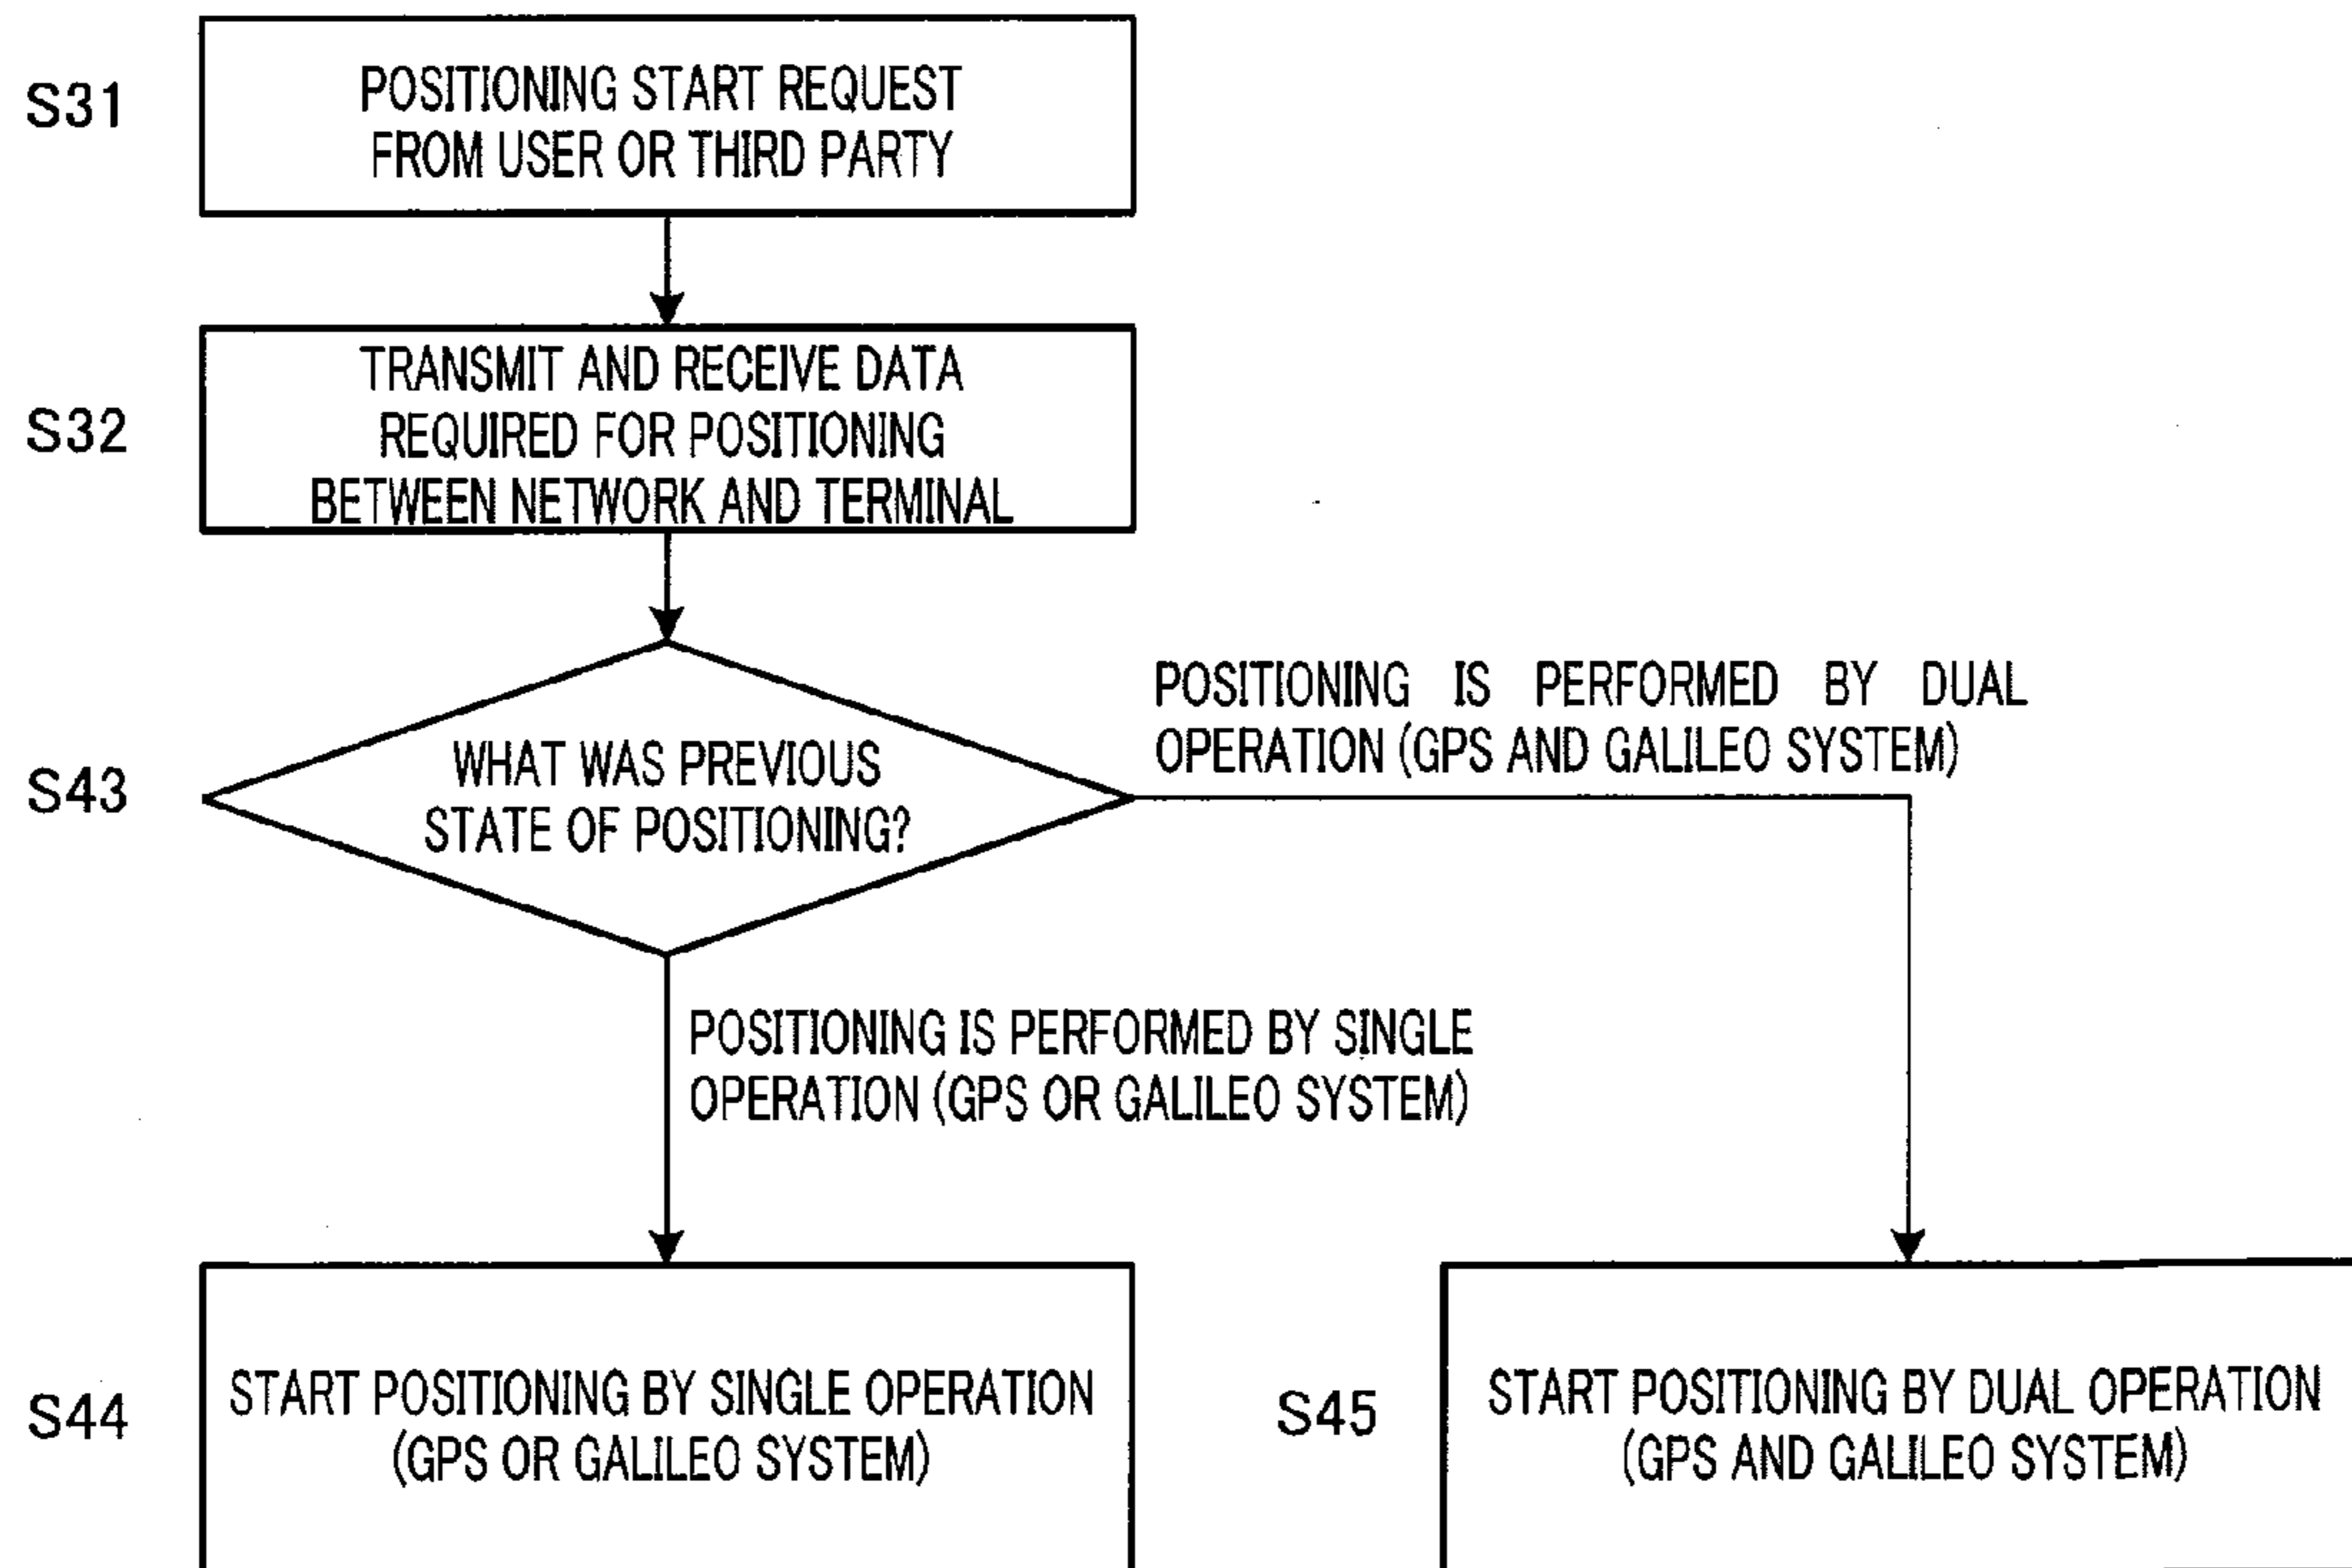 S31
POSITIONING START REQUEST
FROM USER OR THIRD PARTY
S32
TRANSMIT AND RECEIVE DATA
REQUIRED FOR POSITIONING
BETWEEN NETWORK AND TERMINAL
S43
WHAT WAS PREVIOUS
STATE OF POSITIONING?
POSITIONING IS PERFORMED BY DUAL
OPERATION (GPS AND GALILEO SYSTEM)
POSITIONING IS PERFORMED BY SINGLE
OPERATION (GPS OR GALILEO SYSTEM)
S44
START POSITIONING BY SINGLE OPERATION
(GPS OR GALILEO SYSTEM)
S45
START POSITIONING BY DUAL OPERATION
(GPS AND GALILEO SYSTEM)